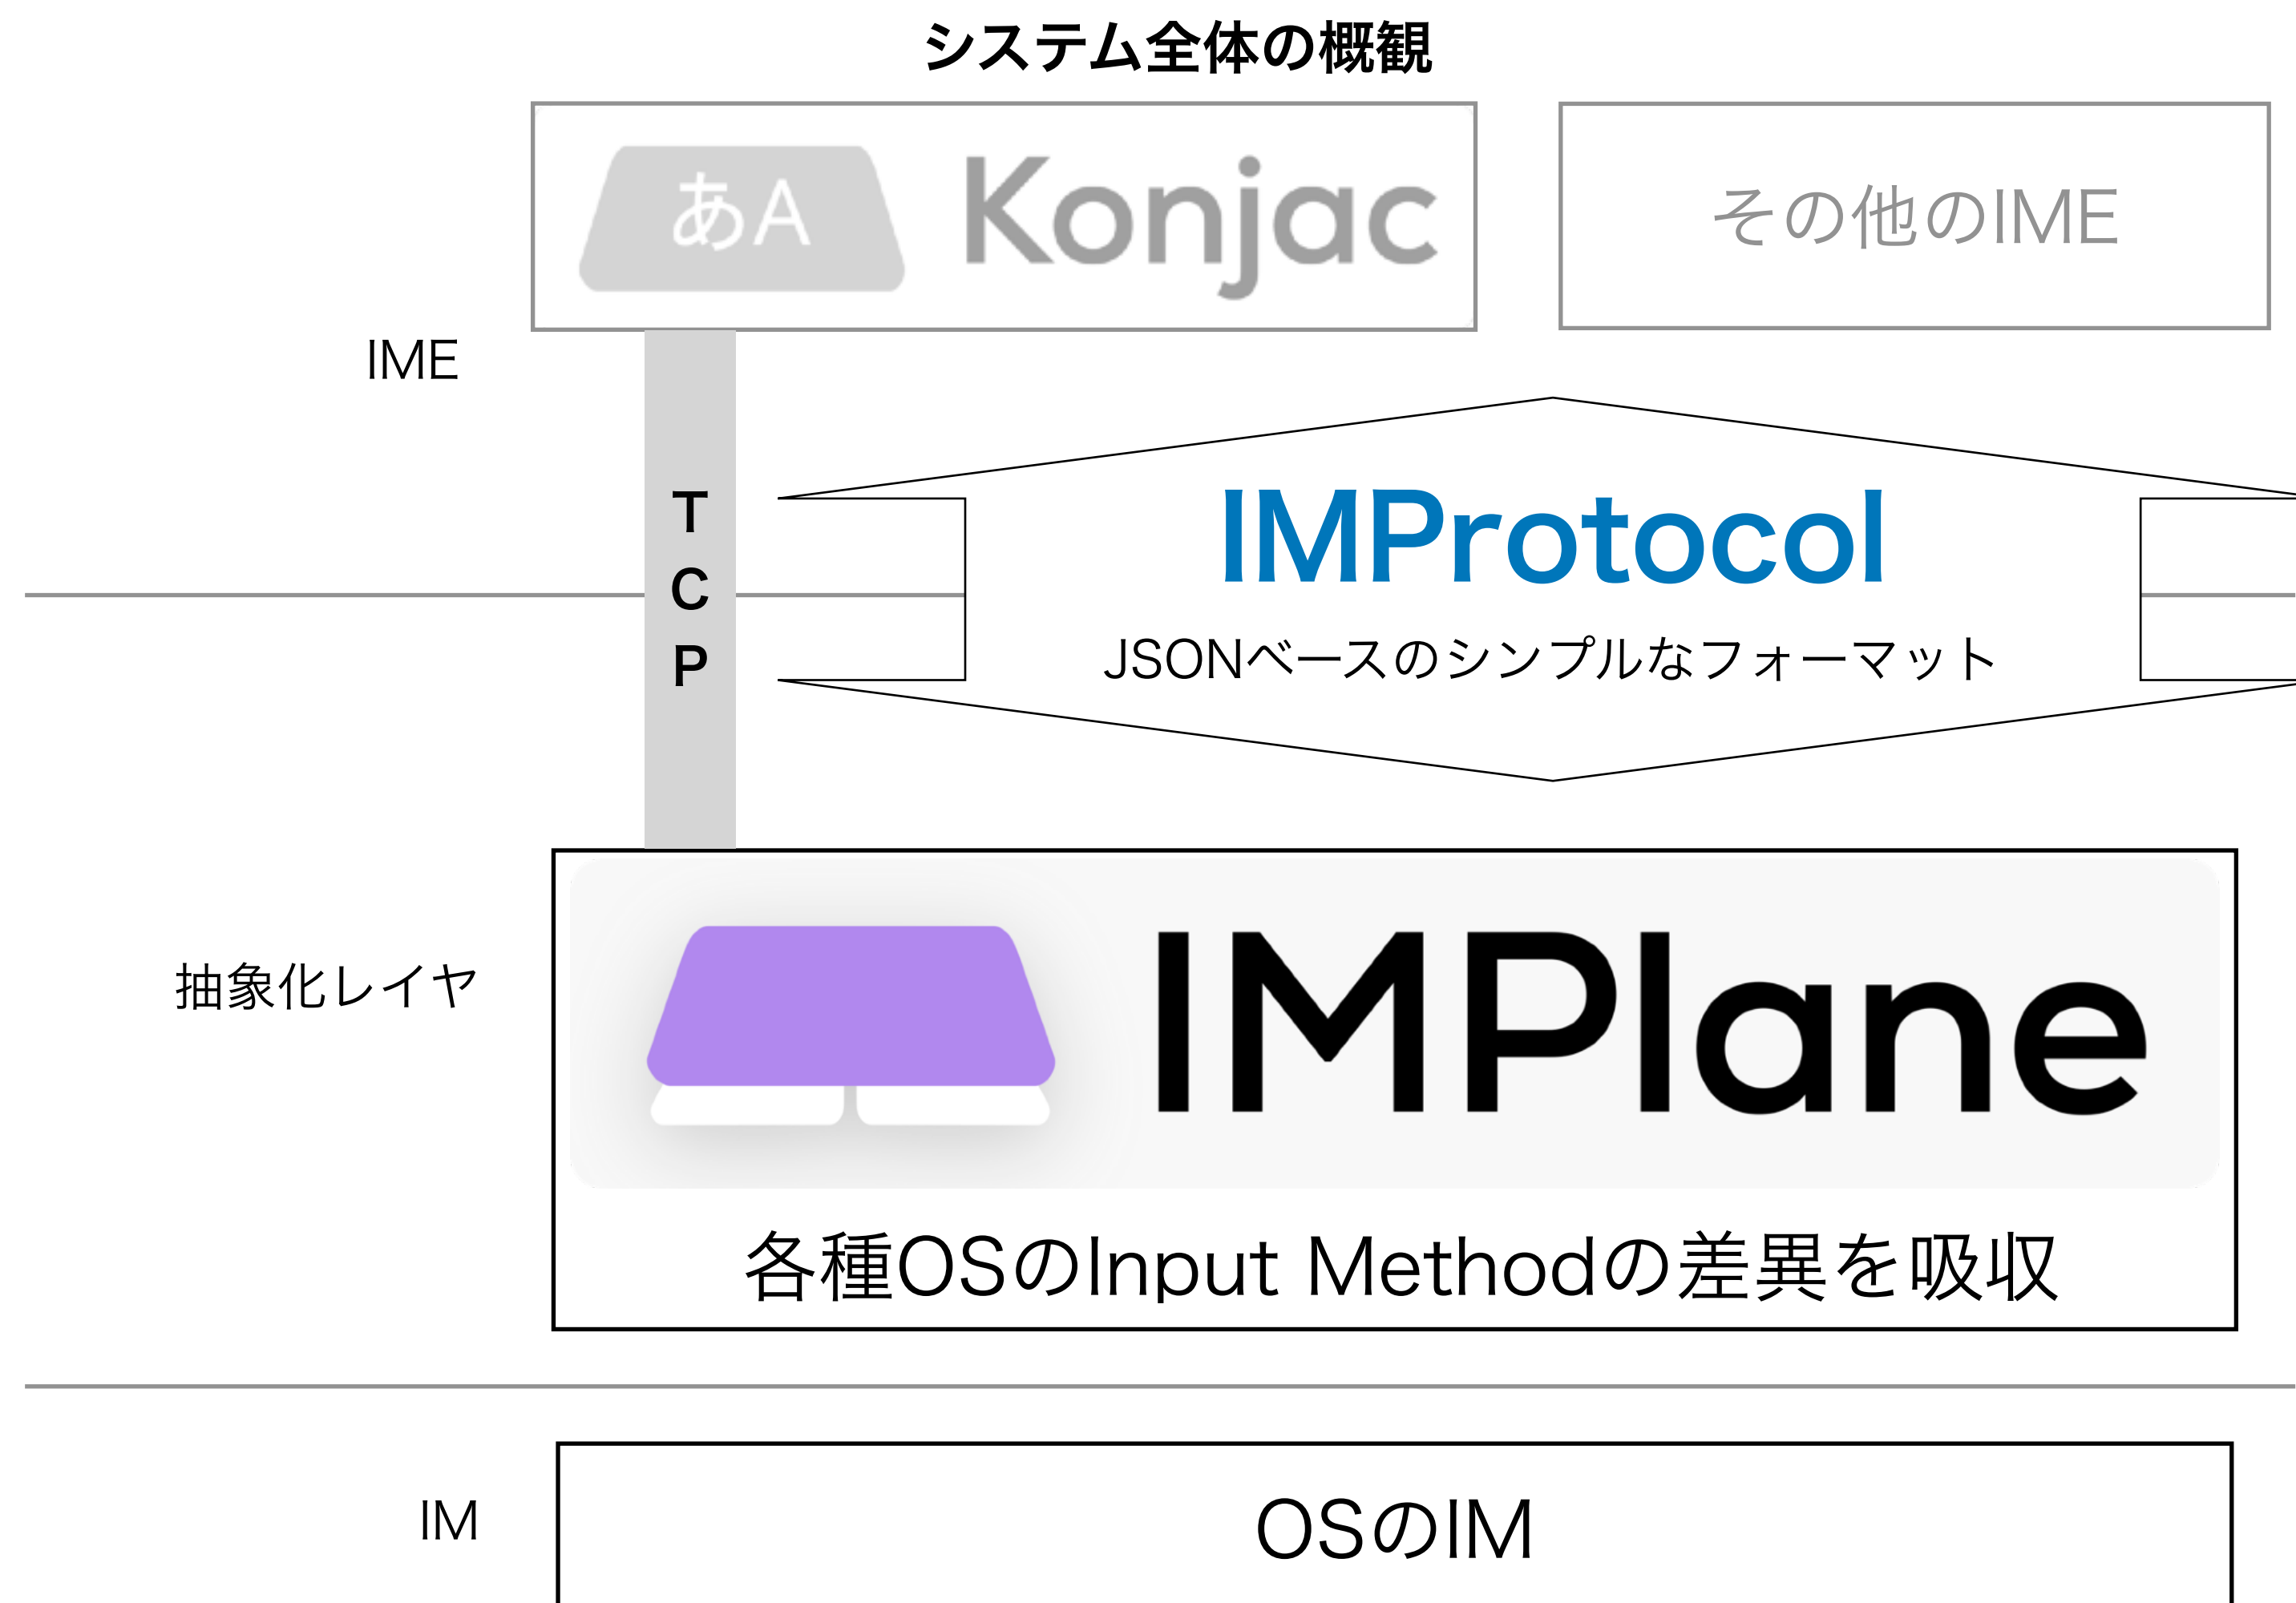 システム全体の概観
あA Konjac
その他のIME
IME
T
C
P
IMProtocol
JSONベースのシンプルなフォーマット
抽象化レイヤ
IMPlane
各種OSのInput Methodの差異を吸収
IM
OSのIM